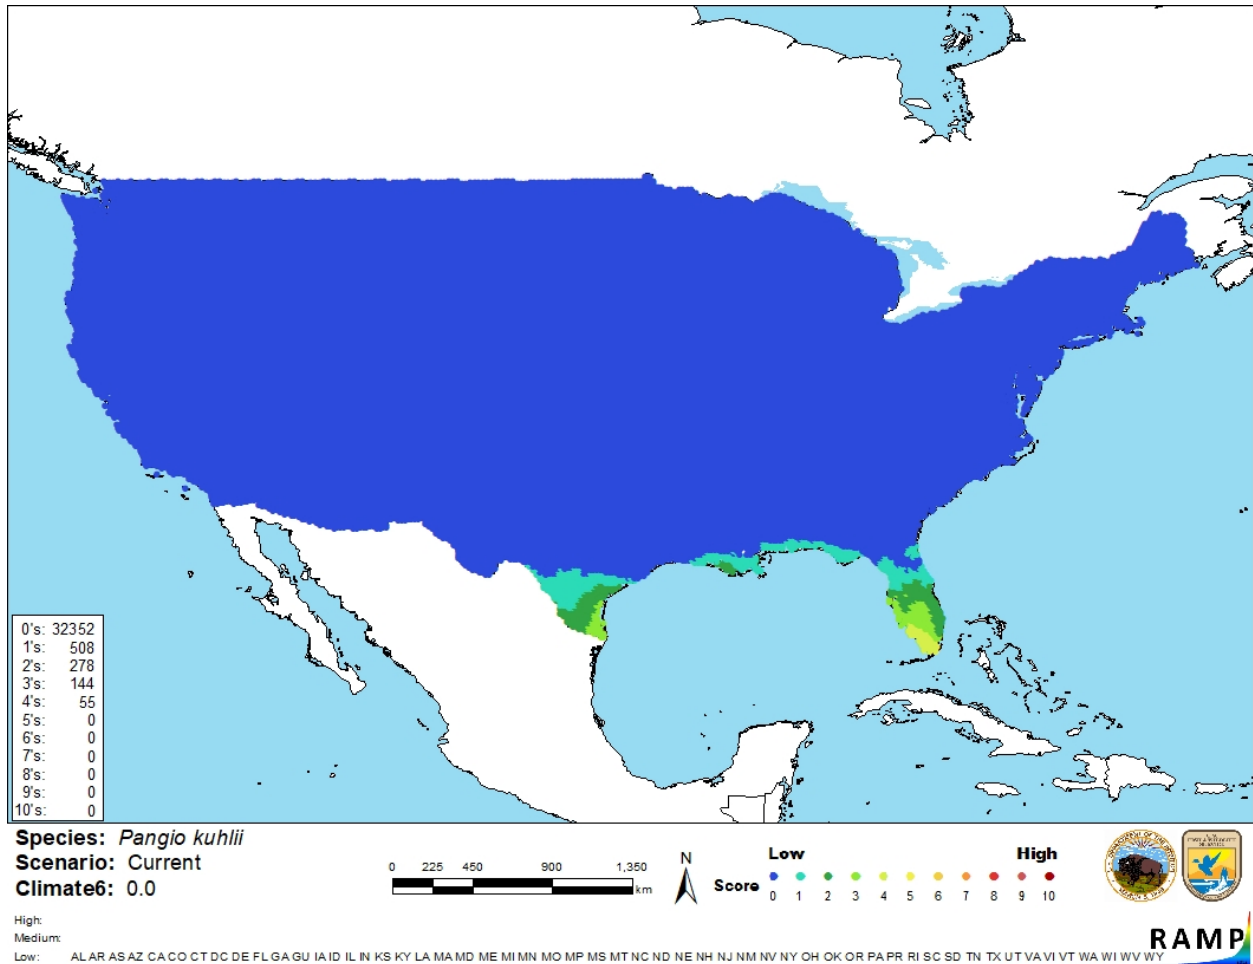 0's: 32352
1's: 508
2's: 278
3's: 144
4's: 55
5's: 0
6's: 0
7's: 0
8's: 0
9's: 0
10's: 0
Species: Pangio kuhlii
Scenario: Current
Climate6: 0.0
0 225 450 900 1,350
km
N
Low High
Score
0 1 2 3 4 5 6 7 8 9 10
High:
Medium:
Low: AL AR AS AZ CA CO CT DC DE FL GA GU IA ID IL IN KS KY LA MA MD ME MI MN MO MP MS MT NC ND NE NH NJ NM NV NY OH OK OR PA PR RI SC SD TN TX UT VA VI VT WA WI WV WY
RAMP